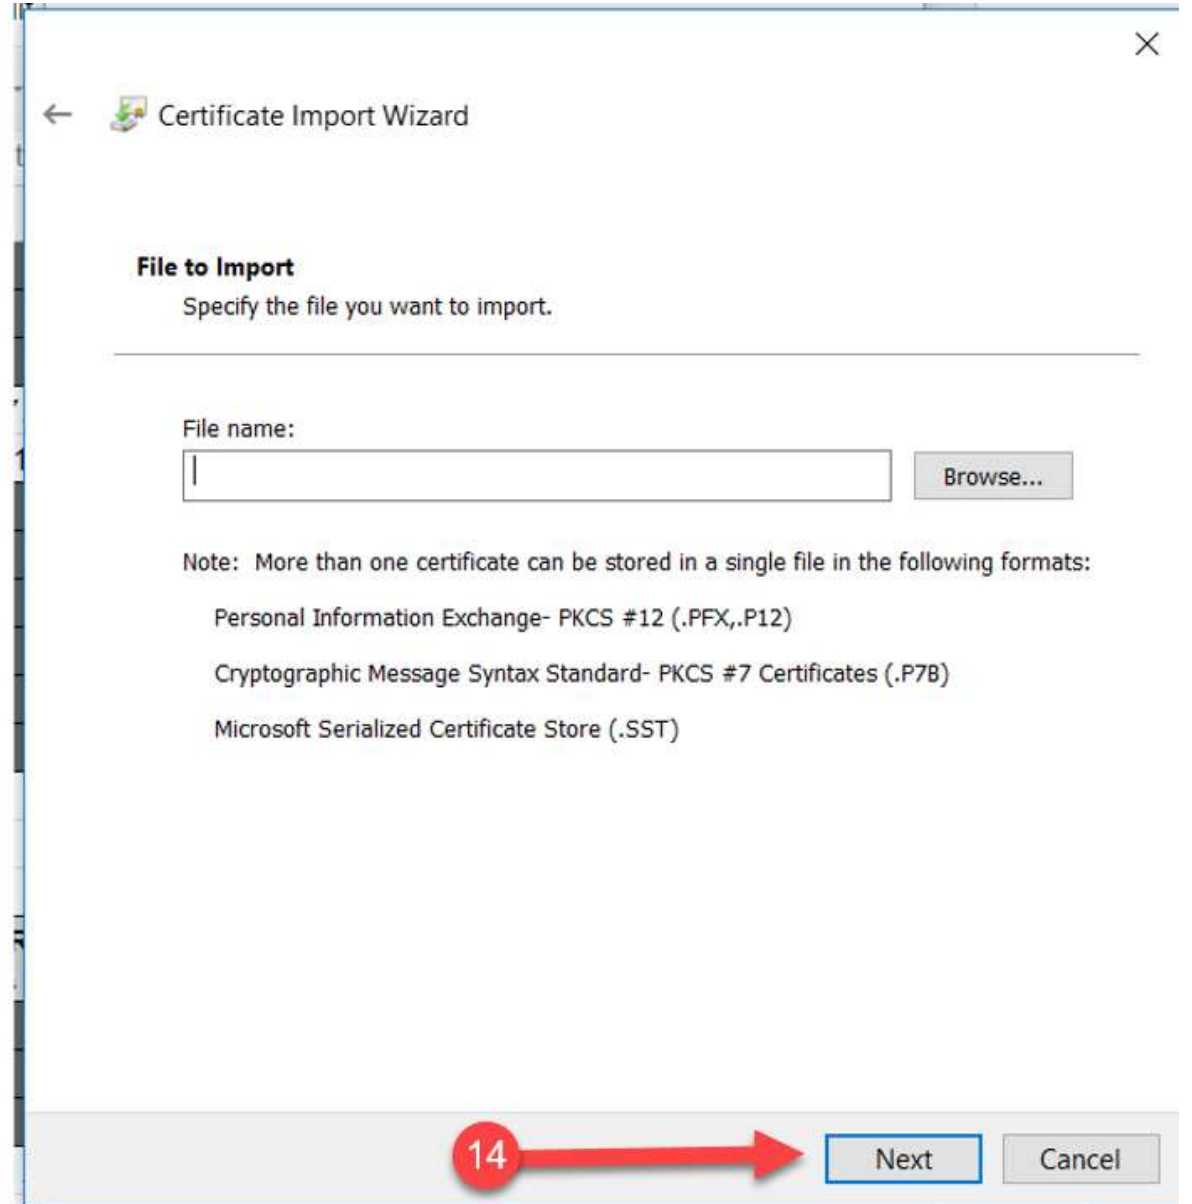 Certificate Import Wizard
File to Import
Specify the file you want to import.
File name:
Browse...
Note: More than one certificate can be stored in a single file in the following formats:
Personal Information Exchange- PKCS #12 (.PFX,.P12)
Cryptographic Message Syntax Standard- PKCS #7 Certificates (.P7B)
Microsoft Serialized Certificate Store (.SST)
14
Next
Cancel